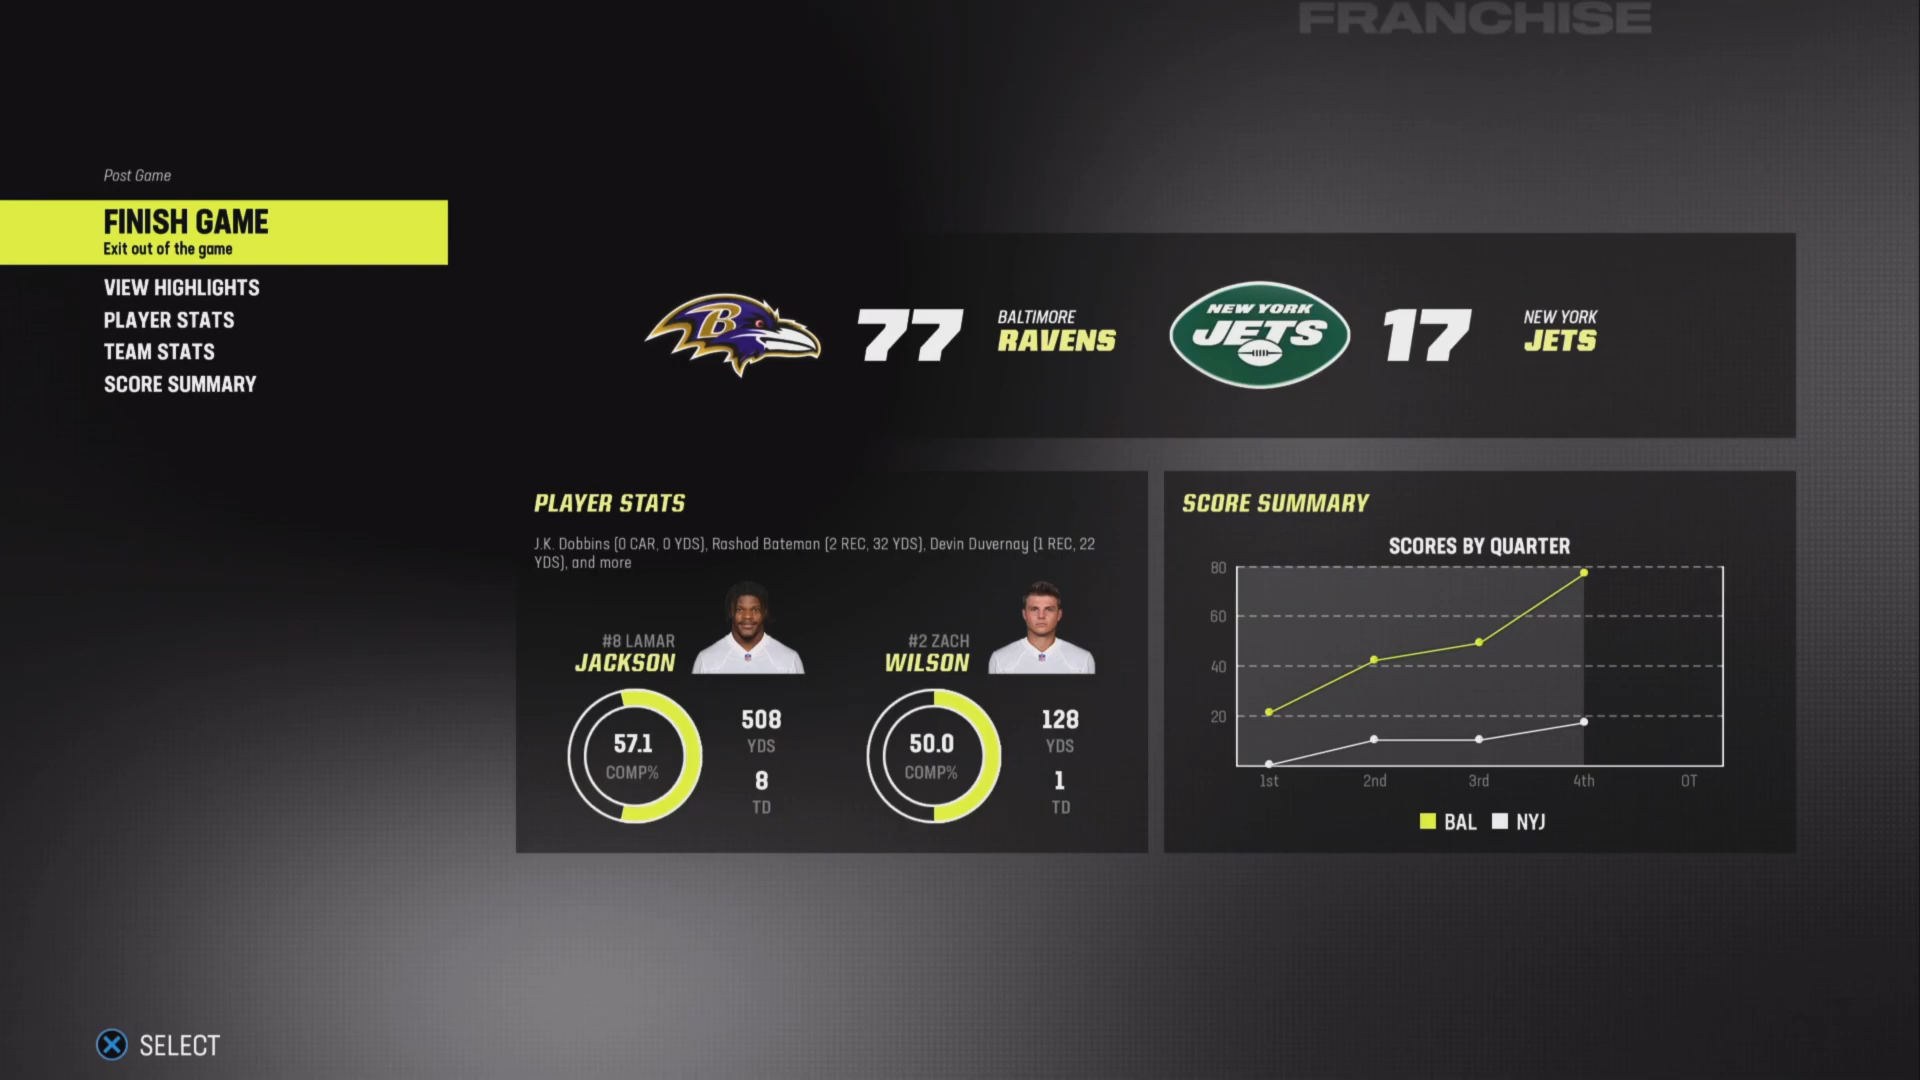 FRANCHISE
Post Game
FINISH GAME
Exit out of the game
VIEW HIGHLIGHTS
PLAYER STATS
TEAM STATS
SCORE SUMMARY
B
77
BALTIMORE
RAVENS
NEW YORK
JETS
17
NEW YORK
JETS
PLAYER STATS
J.K. Dobbins (0 CAR, 0 YDS), Rashod Bateman (2 REC, 32 YDS), Devin Duvernay (1 REC, 22
YDS), and more
#8 LAMAR
JACKSON
57.1
COMP%
508
YDS
8
TD
#2 ZACH
WILSON
50.0
COMP%
128
YDS
1
TD
SCORE SUMMARY
SCORES BY QUARTER
80
60
40
20
1st 2nd 3rd 4th OT
BAL NYJ
SELECT